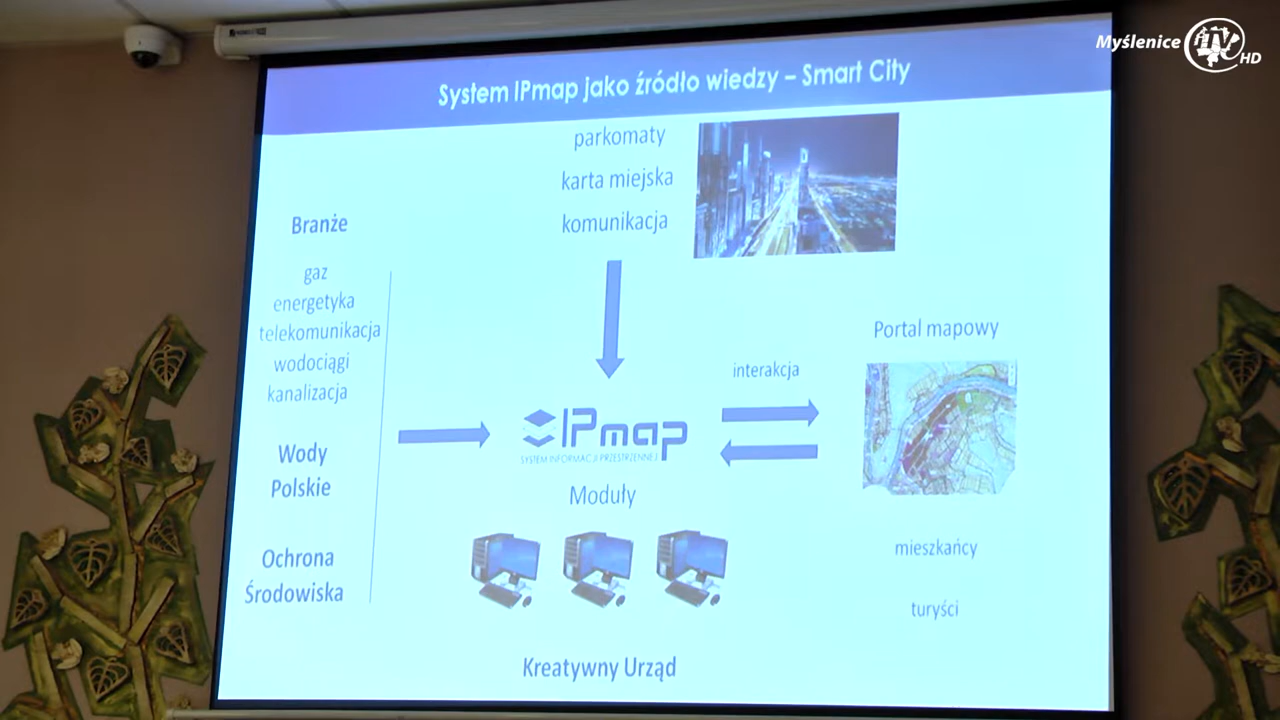 Myślenice iTV HD
System IPmap jako źródło wiedzy – Smart City
parkomaty
karta miejska
komunikacja
Branże
gaz
energetyka
telekomunikacja
wodociągi
kanalizacja
Wody
Polskie
Ochrona
Środowiska
IPmap
SYSTEM INFORMACJI PRZESTRZENNEJ
Moduły
interakcja
Portal mapowy
mieszkańcy
turyści
Kreatywny Urząd